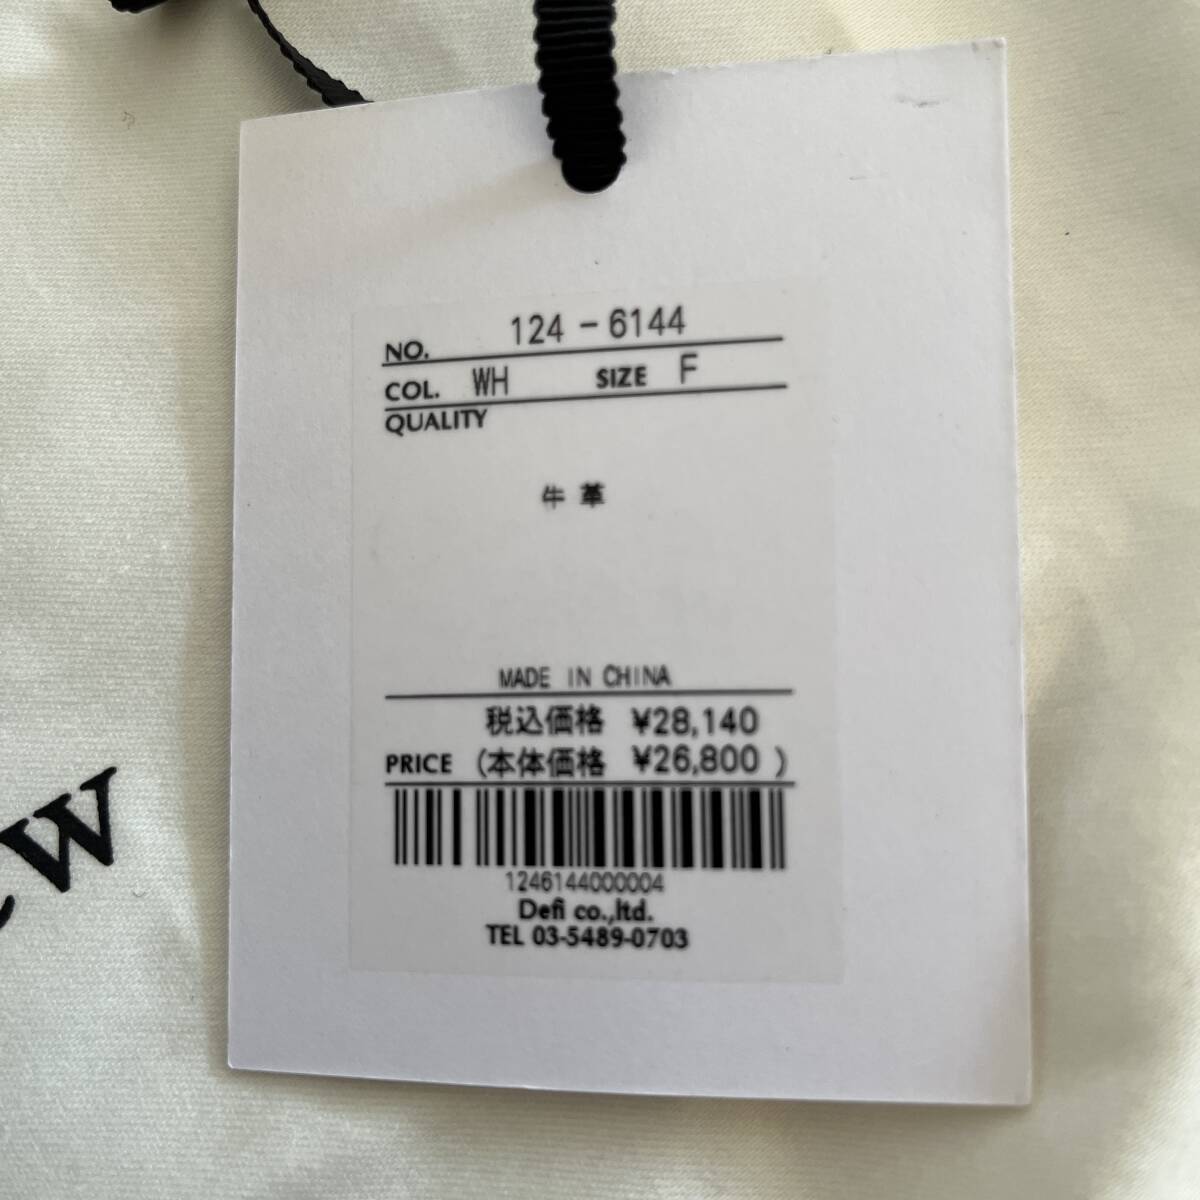 NO. 124-6144
COL. WH SIZE F
QUALITY
牛革
MADE IN CHINA
税込価格 ¥28,140
PRICE (本体価格 ¥26,800 )
1246144000004
Defi co.,ltd.
TEL 03-5489-0703